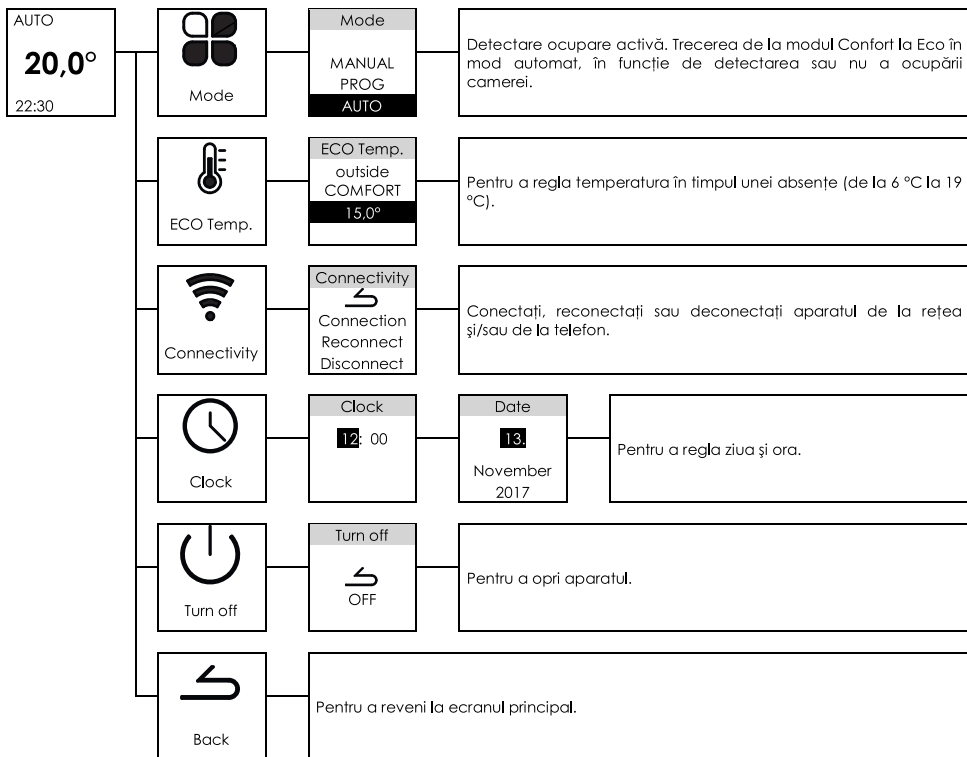 AUTO
20,0°
22:30
Mode
Mode
MANUAL
PROG
AUTO
Detectare ocupare activă. Trecerea de la modul Confort la Eco în
mod automat, în funcție de detectarea sau nu a ocupării
camerei.
ECO Temp.
ECO Temp.
outside
COMFORT
15,0°
Pentru a regla temperatura în timpul unei absențe (de la 6 °C la 19
°C).
Connectivity
Connectivity
Connection
Reconnect
Disconnect
Conectați, reconectați sau deconectați aparatul de la rețea
şi/sau de la telefon.
Clock
Clock
12: 00
Date
13.
November
2017
Pentru a regla ziua şi ora.
Turn off
Turn off
OFF
Pentru a opri aparatul.
Back
Pentru a reveni la ecranul principal.